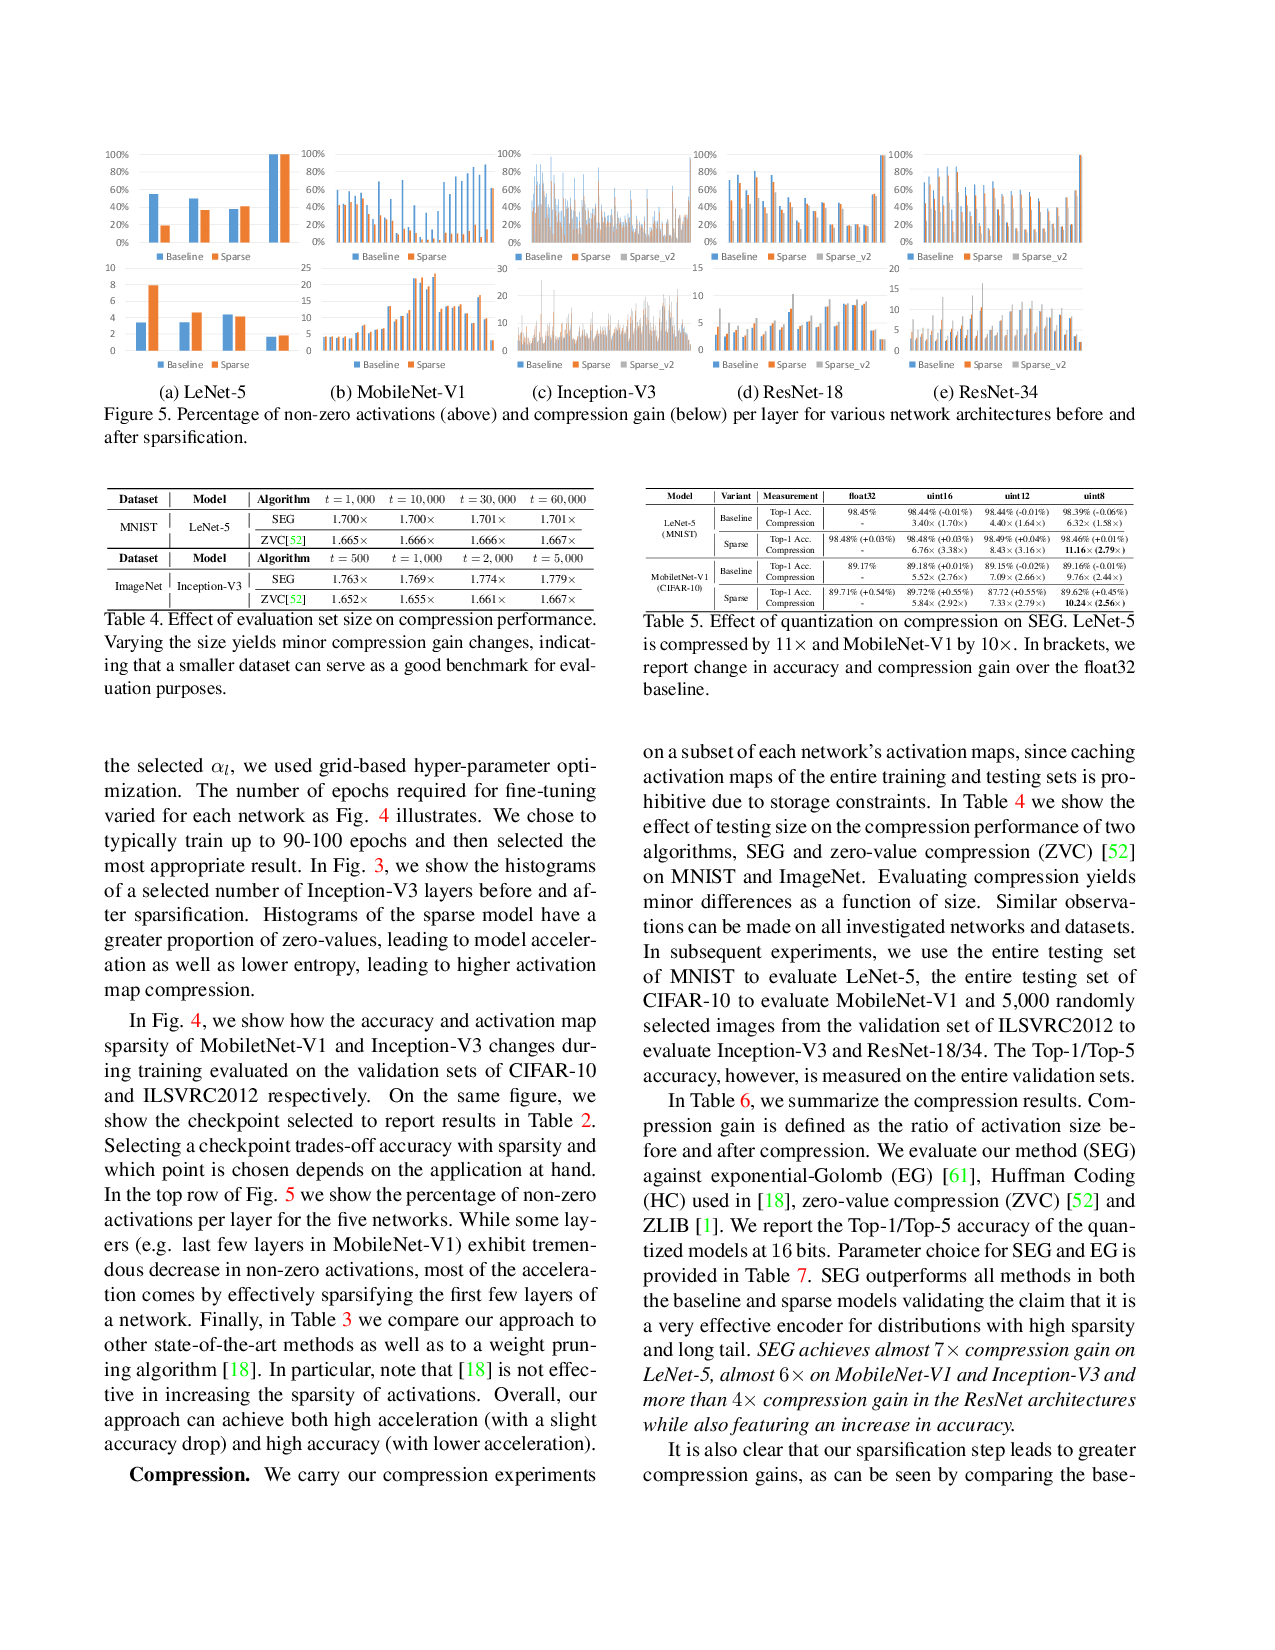 100% 80% 60% 40% 20% 0%
Baseline Sparse
100% 80% 60% 40% 20% 0%
Baseline Sparse
100% 80% 60% 40% 20% 0%
Baseline Sparse Sparse_v2
100% 80% 60% 40% 20% 0%
Baseline Sparse Sparse_v2
100% 80% 60% 40% 20% 0%
Baseline Sparse Sparse_v2
10 8 6 4 2 0
Baseline Sparse
25 20 15 10 5 0
Baseline Sparse
30 20 10 0
Baseline Sparse Sparse_v2
15 10 5 0
Baseline Sparse Sparse_v2
20 15 10 5 0
Baseline Sparse Sparse_v2
(a) LeNet-5 (b) MobileNet-V1 (c) Inception-V3 (d) ResNet-18 (e) ResNet-34
Figure 5. Percentage of non-zero activations (above) and compression gain (below) per layer for various network architectures before and
after sparsification.
Dataset Model Algorithm t = 1, 000 t = 10, 000 t = 30, 000 t = 60, 000
MNIST LeNet-5 SEG 1.700× 1.700× 1.701× 1.701×
ZVC[52] 1.665× 1.666× 1.666× 1.667×
Dataset Model Algorithm t = 500 t = 1, 000 t = 2, 000 t = 5, 000
ImageNet Inception-V3 SEG 1.763× 1.769× 1.774× 1.779×
ZVC[52] 1.652× 1.655× 1.661× 1.667×
Table 4. Effect of evaluation set size on compression performance.
Varying the size yields minor compression gain changes, indicat-
ing that a smaller dataset can serve as a good benchmark for eval-
uation purposes.
the selected αl, we used grid-based hyper-parameter opti-
mization. The number of epochs required for fine-tuning
varied for each network as Fig. 4 illustrates. We chose to
typically train up to 90-100 epochs and then selected the
most appropriate result. In Fig. 3, we show the histograms
of a selected number of Inception-V3 layers before and af-
ter sparsification. Histograms of the sparse model have a
greater proportion of zero-values, leading to model acceler-
ation as well as lower entropy, leading to higher activation
map compression.
In Fig. 4, we show how the accuracy and activation map
sparsity of MobiletNet-V1 and Inception-V3 changes dur-
ing training evaluated on the validation sets of CIFAR-10
and ILSVRC2012 respectively. On the same figure, we
show the checkpoint selected to report results in Table 2.
Selecting a checkpoint trades-off accuracy with sparsity and
which point is chosen depends on the application at hand.
In the top row of Fig. 5 we show the percentage of non-zero
activations per layer for the five networks. While some lay-
ers (e.g. last few layers in MobileNet-V1) exhibit tremen-
dous decrease in non-zero activations, most of the accelera-
tion comes by effectively sparsifying the first few layers of
a network. Finally, in Table 3 we compare our approach to
other state-of-the-art methods as well as to a weight prun-
ing algorithm [18]. In particular, note that [18] is not effec-
tive in increasing the sparsity of activations. Overall, our
approach can achieve both high acceleration (with a slight
accuracy drop) and high accuracy (with lower acceleration).
Compression. We carry our compression experiments
Model Variant Measurement float32 uint16 uint12 uint8
LeNet-5 (MNIST) Baseline Top-1 Acc. 98.45% 98.44% (-0.01%) 98.44% (-0.01%) 98.39% (-0.06%)
Compression - 3.40× (1.70×) 4.40× (1.64×) 6.32× (1.58×)
Sparse Top-1 Acc. 98.48% (+0.03%) 98.48% (+0.03%) 98.49% (+0.04%) 98.46% (+0.01%)
Compression - 6.76× (3.38×) 8.43× (3.16×) 11.16× (2.79×)
MobiletNet-V1 (CIFAR-10) Baseline Top-1 Acc. 89.17% 89.18% (+0.01%) 89.15% (-0.02%) 89.16% (-0.01%)
Compression - 5.52× (2.76×) 7.09× (2.66×) 9.76× (2.44×)
Sparse Top-1 Acc. 89.71% (+0.54%) 89.72% (+0.55%) 87.72 (+0.55%) 89.62% (+0.45%)
Compression - 5.84× (2.92×) 7.33× (2.79×) 10.24× (2.56×)
Table 5. Effect of quantization on compression on SEG. LeNet-5
is compressed by 11× and MobileNet-V1 by 10×. In brackets, we
report change in accuracy and compression gain over the float32
baseline.
on a subset of each network's activation maps, since caching
activation maps of the entire training and testing sets is pro-
hibitive due to storage constraints. In Table 4 we show the
effect of testing size on the compression performance of two
algorithms, SEG and zero-value compression (ZVC) [52]
on MNIST and ImageNet. Evaluating compression yields
minor differences as a function of size. Similar observa-
tions can be made on all investigated networks and datasets.
In subsequent experiments, we use the entire testing set
of MNIST to evaluate LeNet-5, the entire testing set of
CIFAR-10 to evaluate MobileNet-V1 and 5,000 randomly
selected images from the validation set of ILSVRC2012 to
evaluate Inception-V3 and ResNet-18/34. The Top-1/Top-5
accuracy, however, is measured on the entire validation sets.
In Table 6, we summarize the compression results. Com-
pression gain is defined as the ratio of activation size be-
fore and after compression. We evaluate our method (SEG)
against exponential-Golomb (EG) [61], Huffman Coding
(HC) used in [18], zero-value compression (ZVC) [52] and
ZLIB [1]. We report the Top-1/Top-5 accuracy of the quan-
tized models at 16 bits. Parameter choice for SEG and EG is
provided in Table 7. SEG outperforms all methods in both
the baseline and sparse models validating the claim that it is
a very effective encoder for distributions with high sparsity
and long tail. SEG achieves almost 7× compression gain on
LeNet-5, almost 6× on MobileNet-V1 and Inception-V3 and
more than 4× compression gain in the ResNet architectures
while also featuring an increase in accuracy.
It is also clear that our sparsification step leads to greater
compression gains, as can be seen by comparing the base-